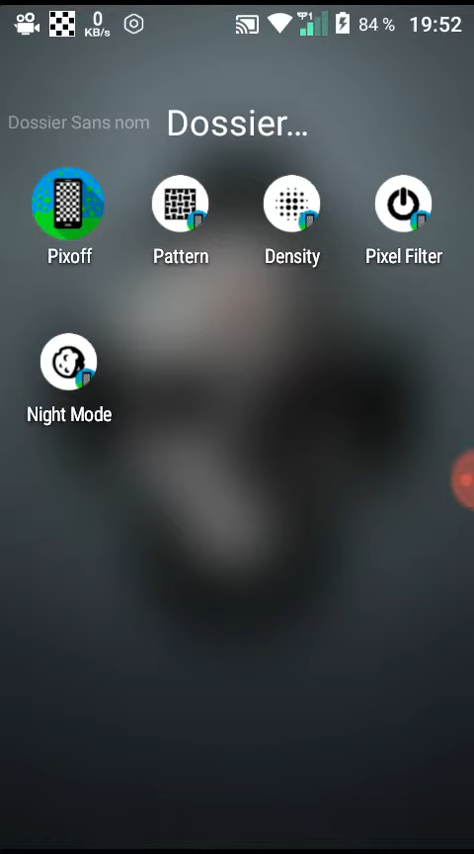 0 KB/s 84 % 19:52
Dossier Sans nom Dossier...
Pixoff Pattern Density Pixel Filter
Night Mode